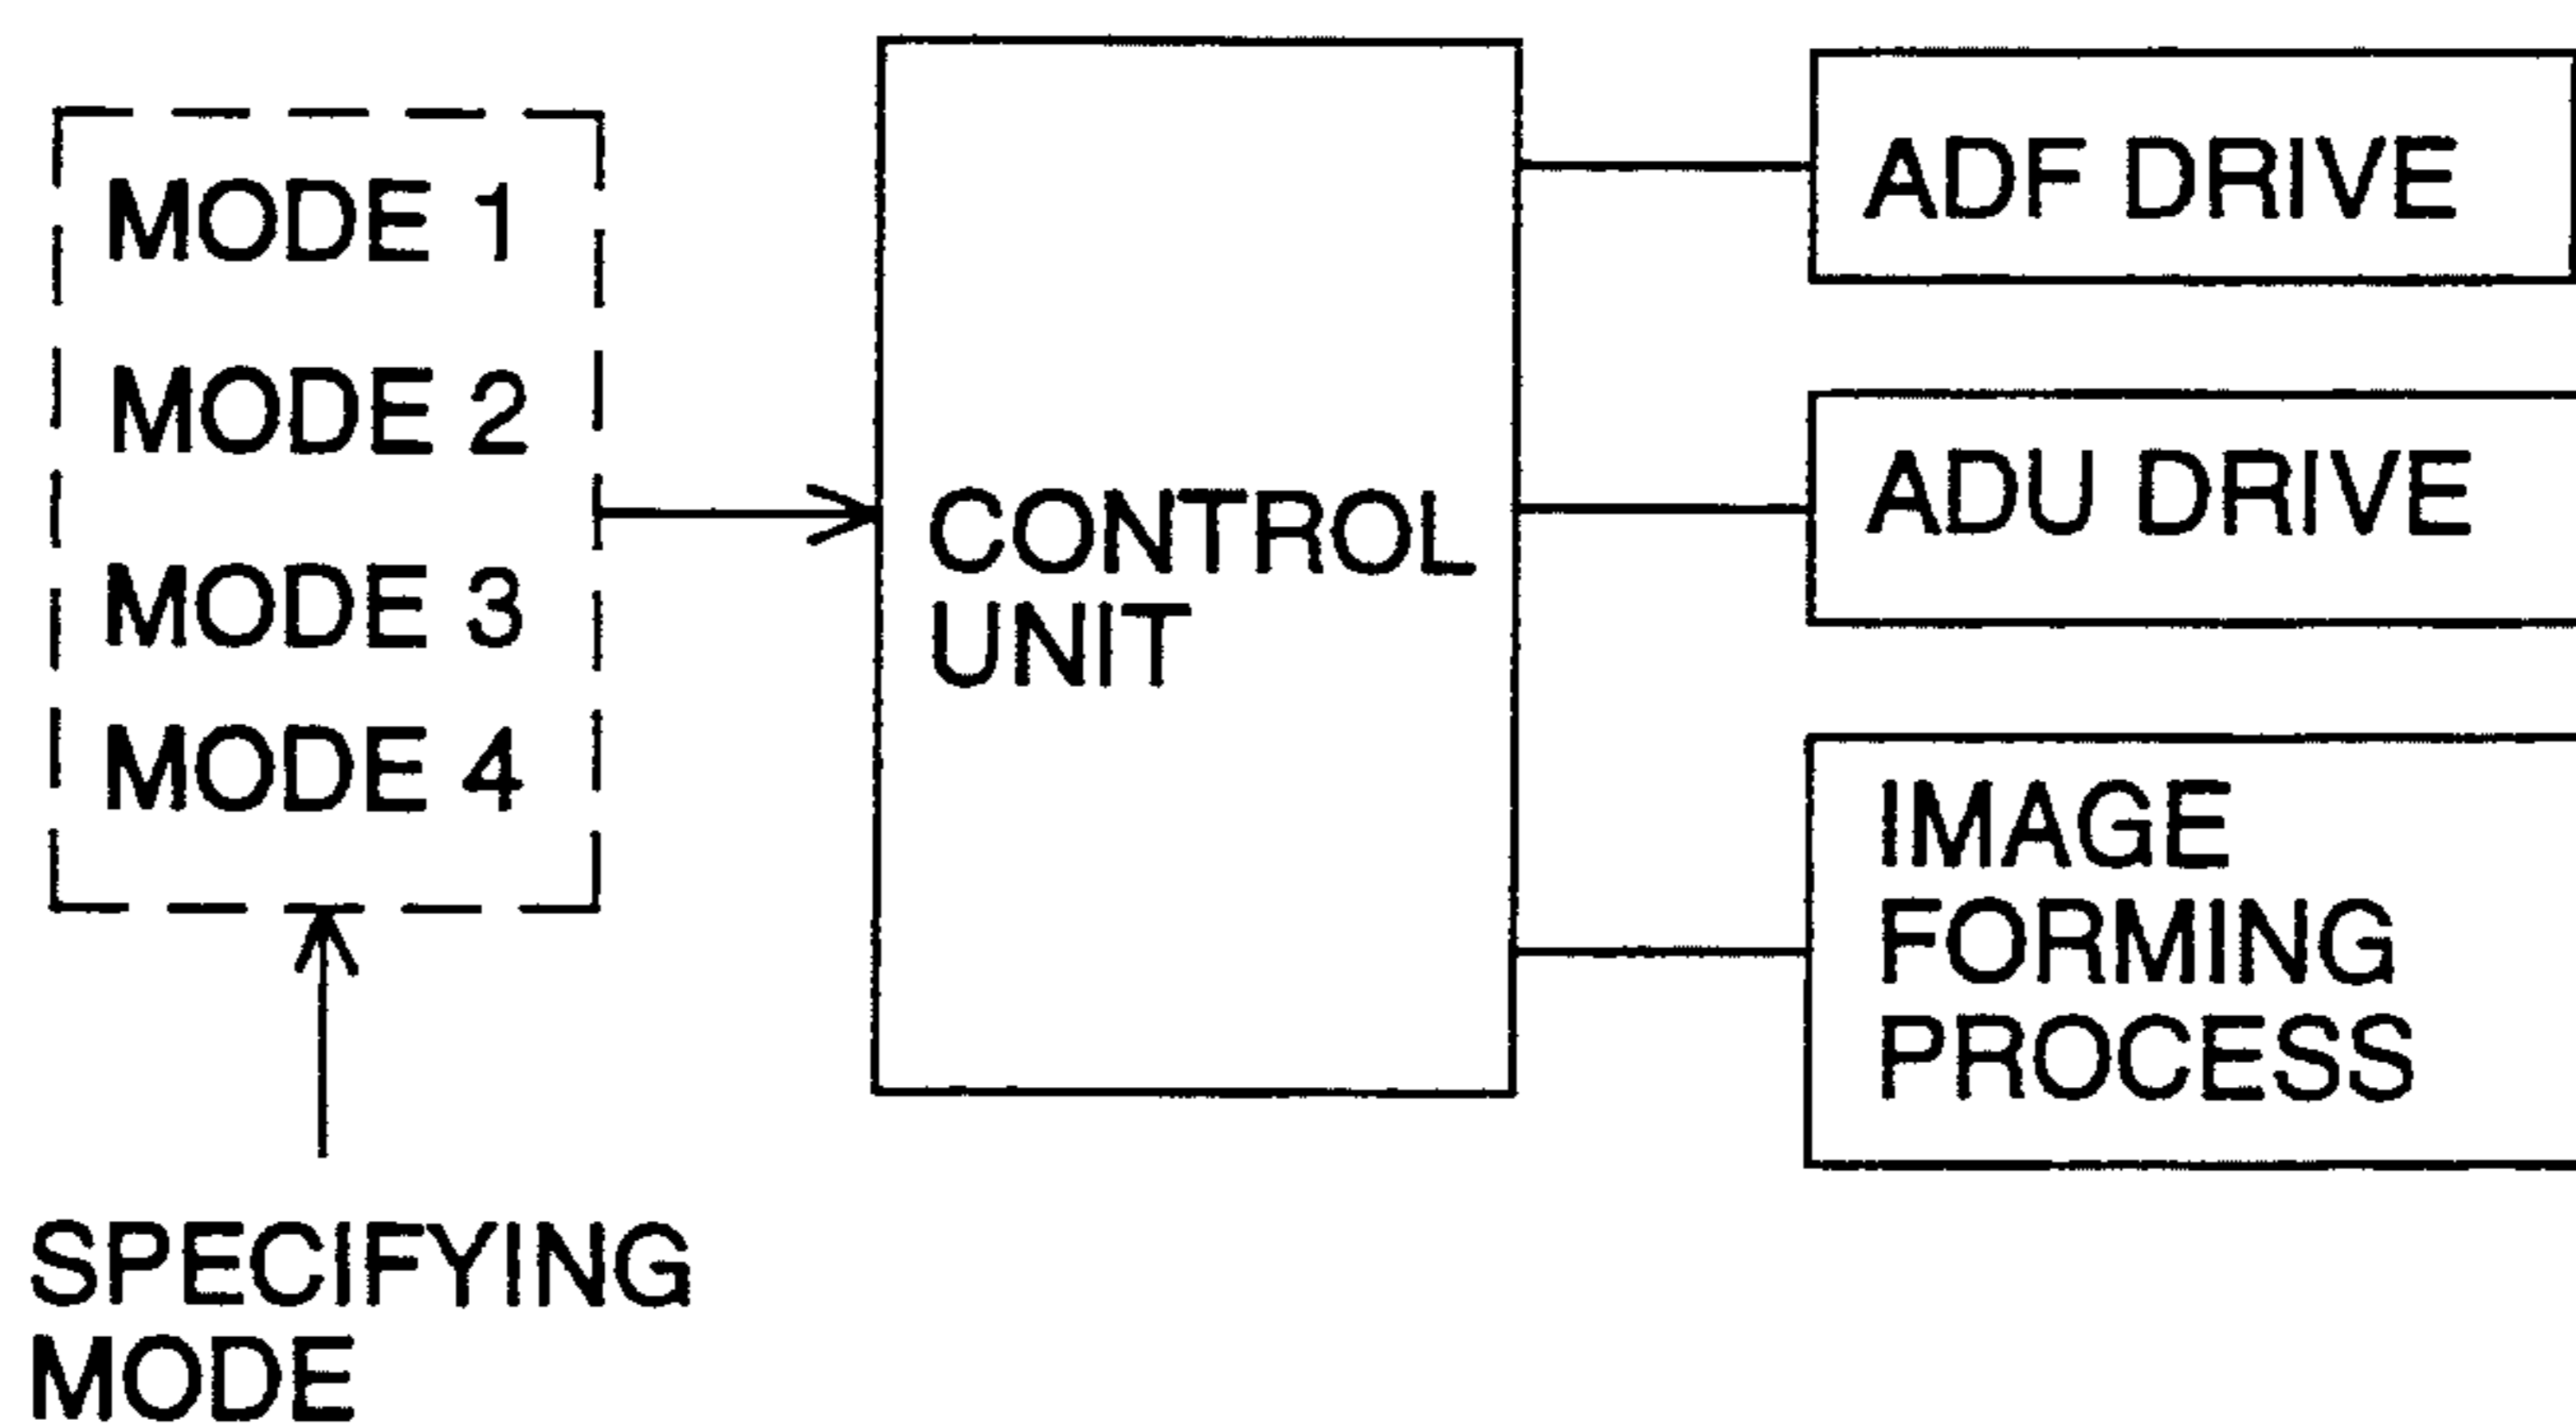 MODE 1
MODE 2
MODE 3
MODE 4
SPECIFYING
MODE
CONTROL
UNIT
ADF DRIVE
ADU DRIVE
IMAGE
FORMING
PROCESS